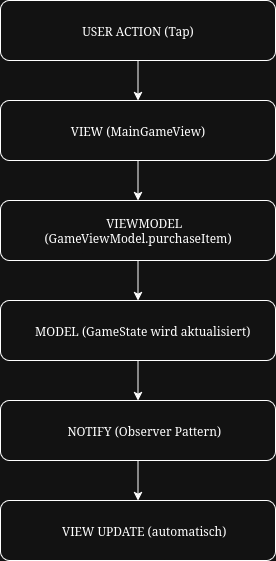 USER ACTION (Tap)
VIEW (MainGameView)
VIEWMODEL
(GameViewModel.purchaseItem)
MODEL (GameState wird aktualisiert)
NOTIFY (Observer Pattern)
VIEW UPDATE (automatisch)